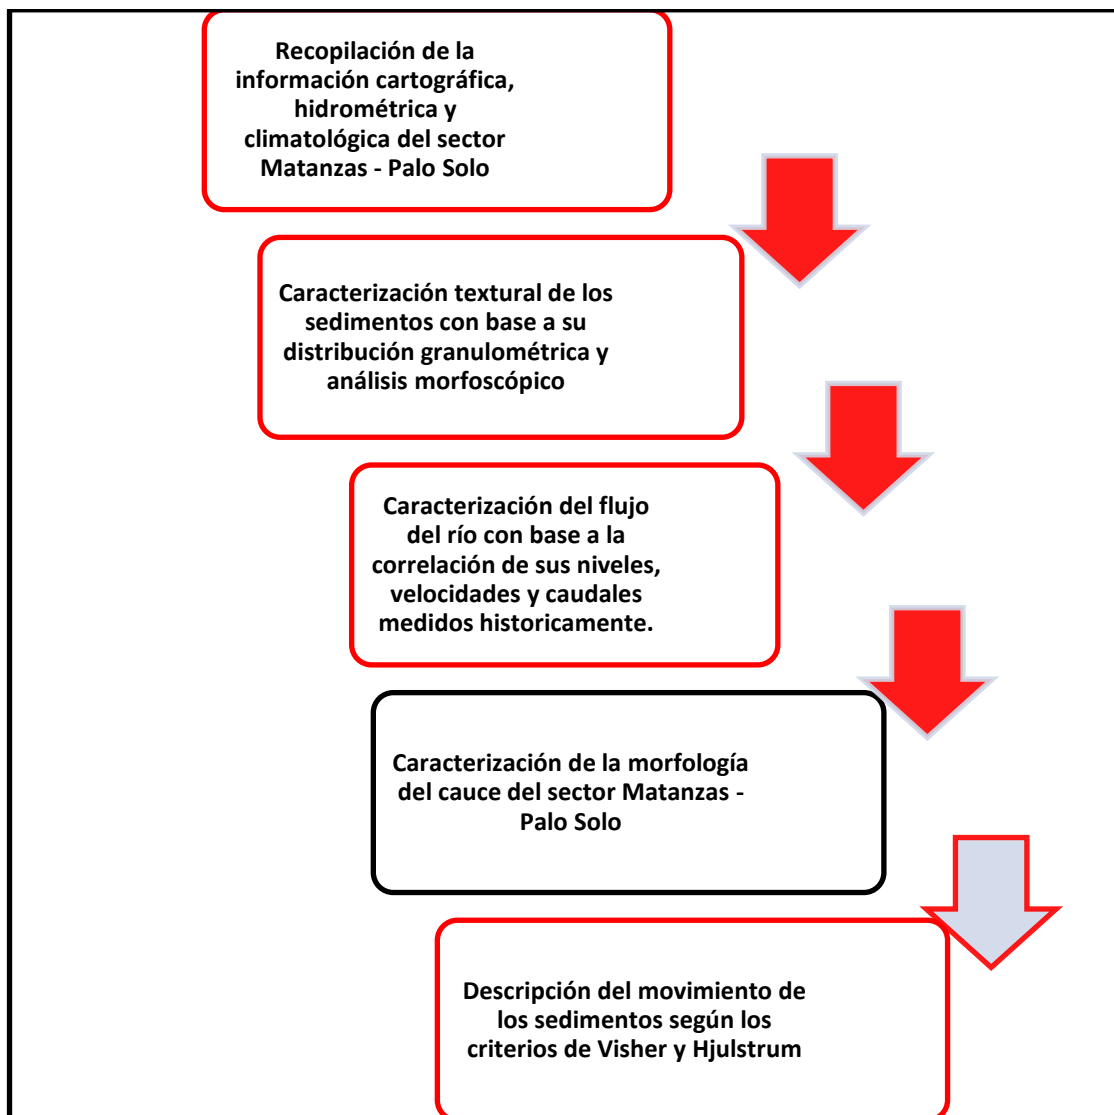 Recopilación de la
información cartográfica,
hidrométrica y
climatológica del sector
Matanzas - Palo Solo
Caracterización textural de los
sedimentos con base a su
distribución granulométrica y
análisis morfoscópico
Caracterización del flujo
del río con base a la
correlación de sus niveles,
velocidades y caudales
medidos historicamente.
Caracterización de la morfología
del cauce del sector Matanzas -
Palo Solo
Descripción del movimiento de
los sedimentos según los
criterios de Visher y Hjulstrum